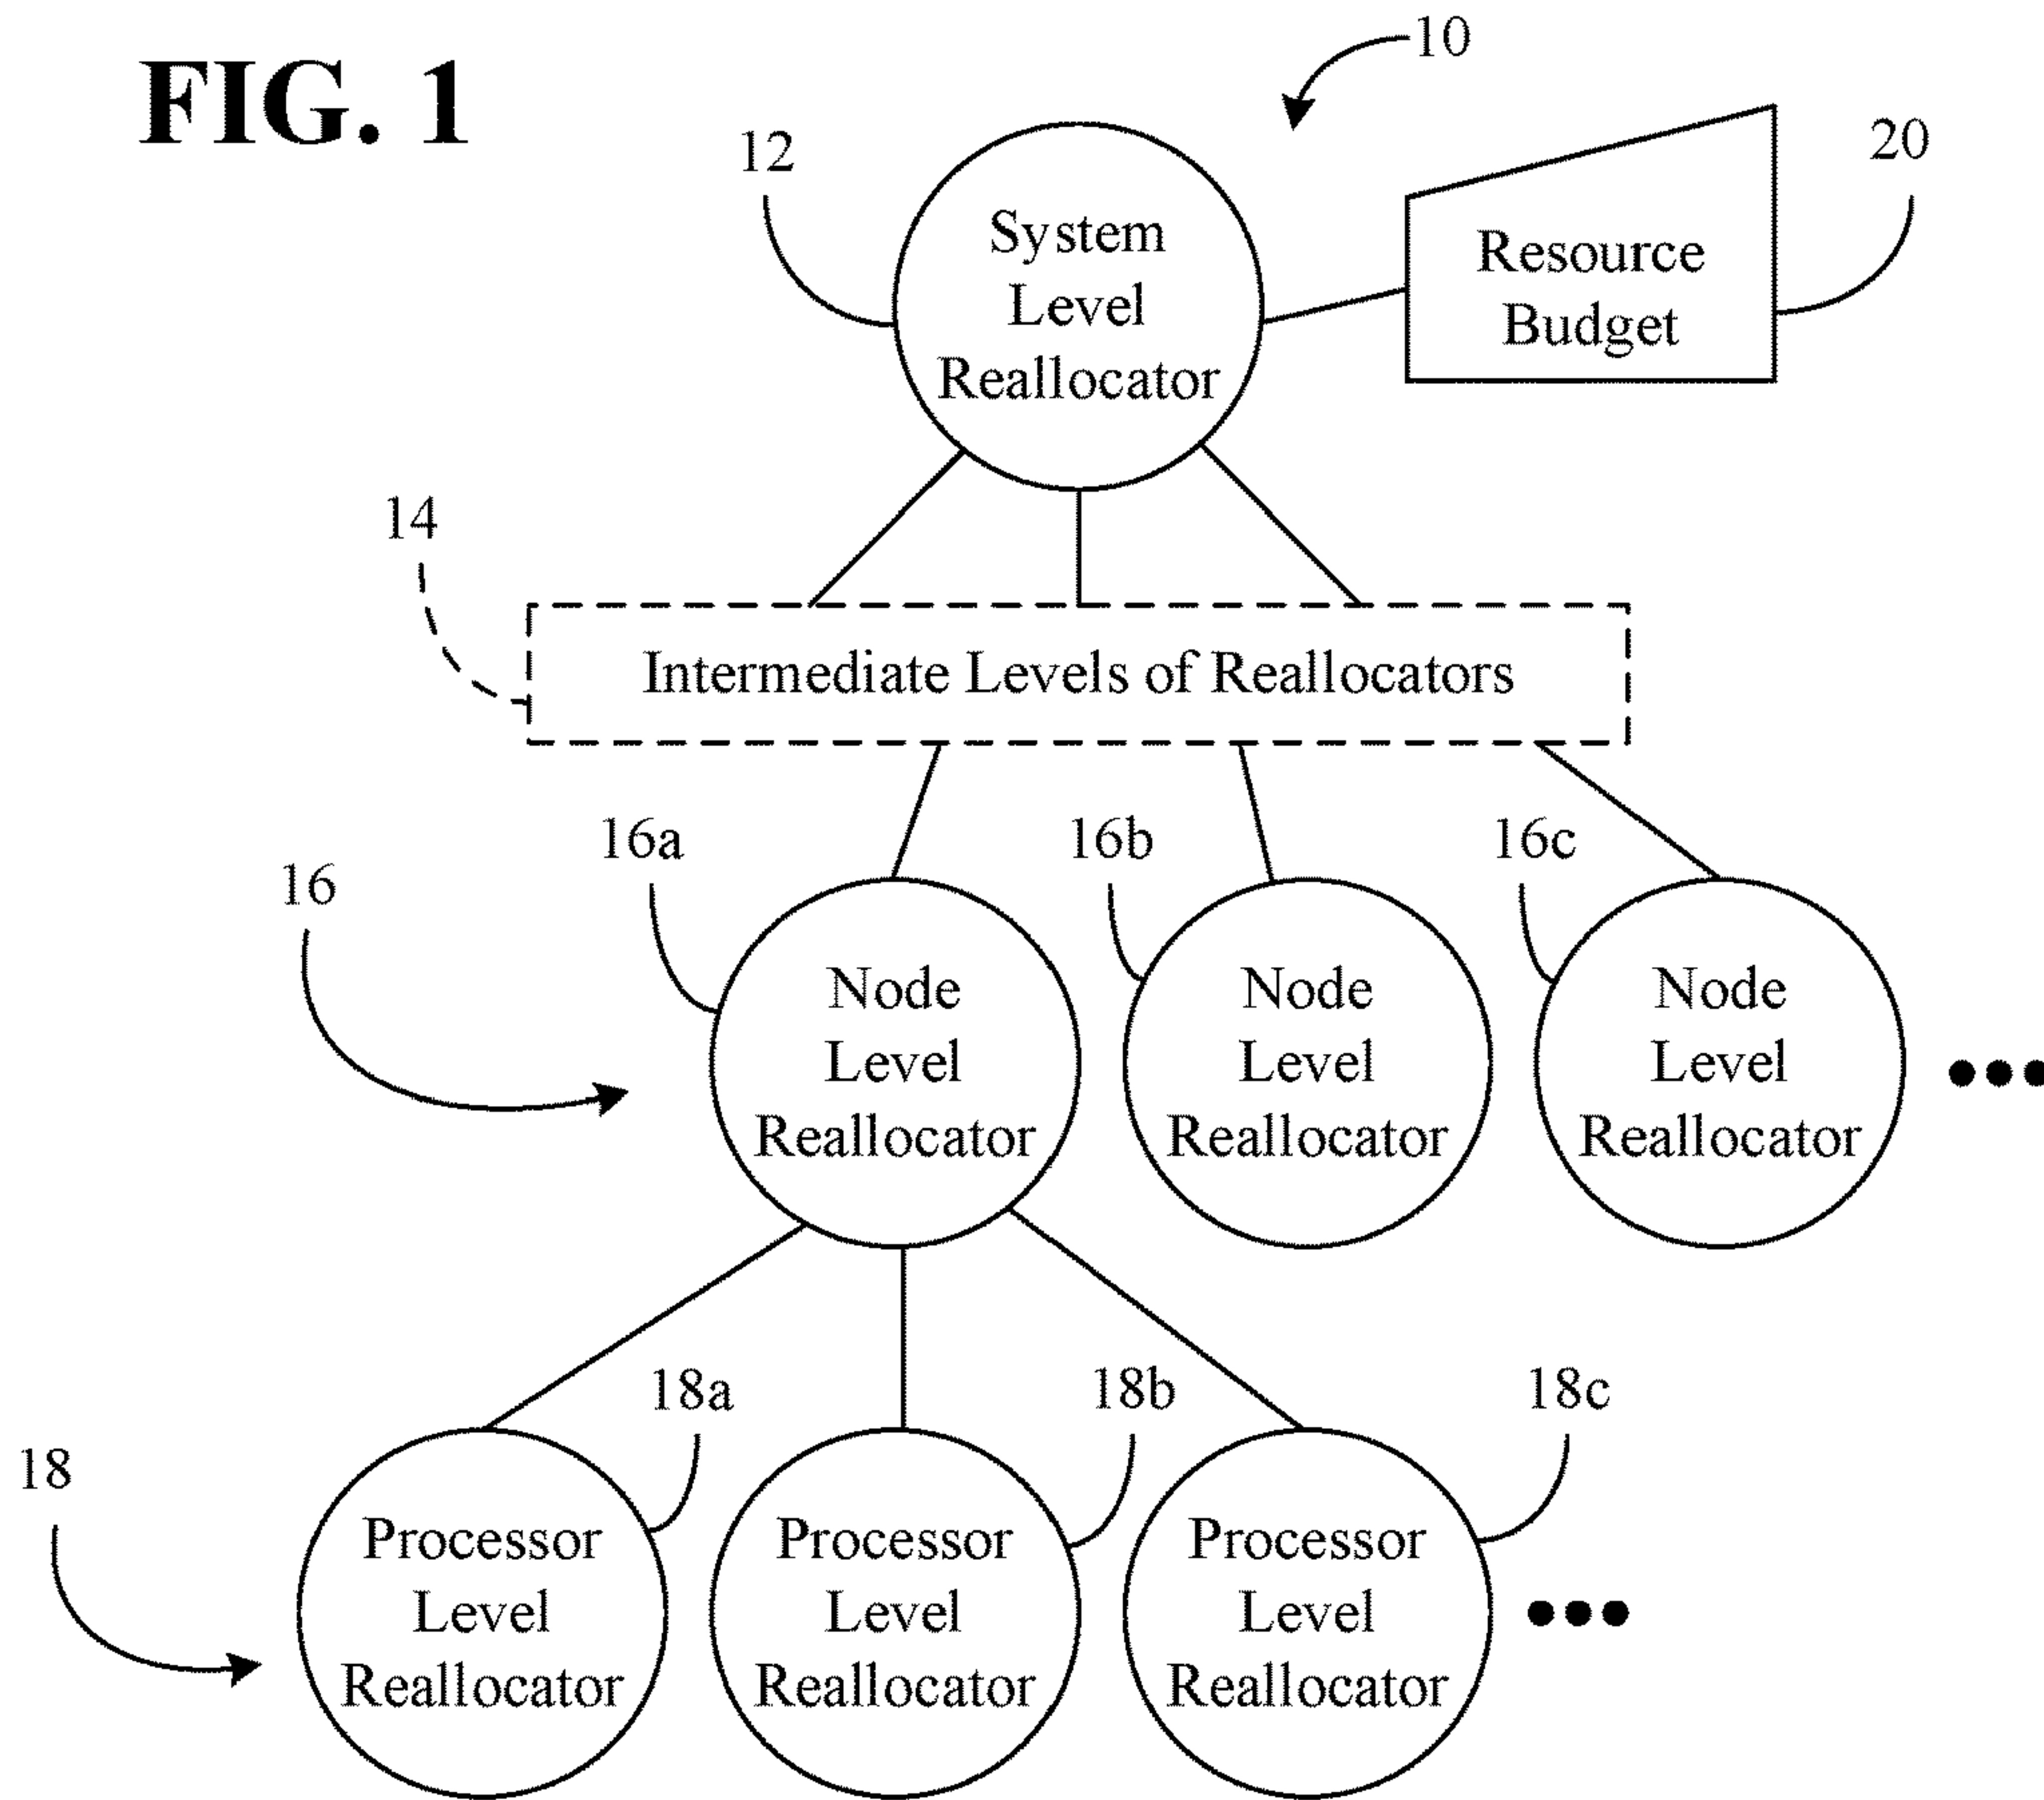 FIG. 1
10
12
20
System
Level
Reallocator
Resource
Budget
14
Intermediate Levels of Reallocators
16
16a
16b
16c
Node
Level
Reallocator
Node
Level
Reallocator
Node
Level
Reallocator
18
18a
18b
18c
Processor
Level
Reallocator
Processor
Level
Reallocator
Processor
Level
Reallocator